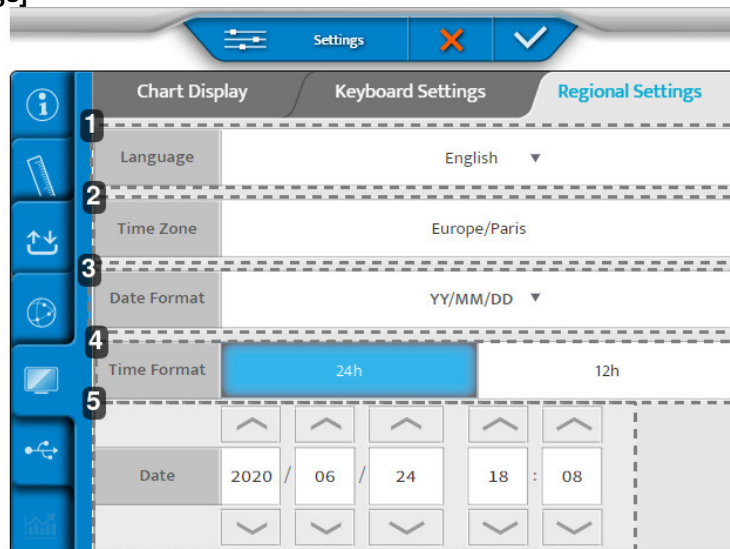 Settings
Chart Display Keyboard Settings Regional Settings
1
Language English ▼
2
Time Zone Europe/Paris
3
Date Format YY/MM/DD ▼
4
Time Format 24h 12h
5
Date 2020 / 06 / 24 18 : 08